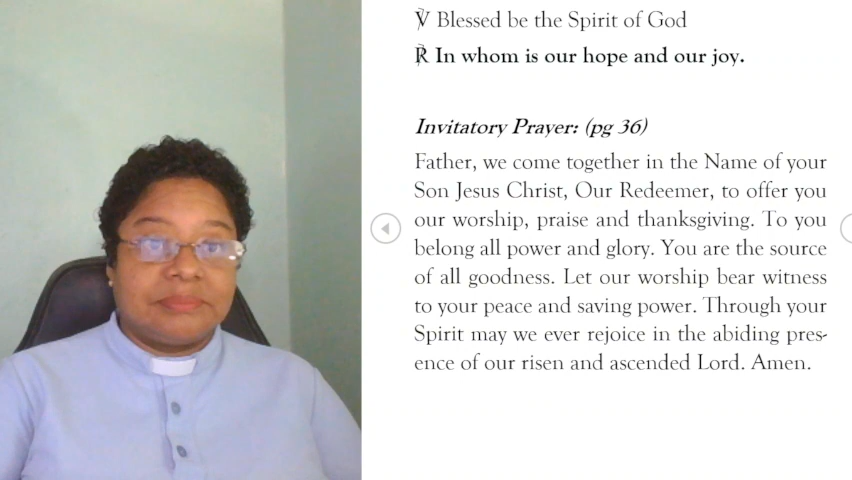 ℣ Blessed be the Spirit of God
℟ In whom is our hope and our joy.
Invitatory Prayer: (pg 36)
Father, we come together in the Name of your
Son Jesus Christ, Our Redeemer, to offer you
our worship, praise and thanksgiving. To you
belong all power and glory. You are the source
of all goodness. Let our worship bear witness
to your peace and saving power. Through your
Spirit may we ever rejoice in the abiding pres-
ence of our risen and ascended Lord. Amen.